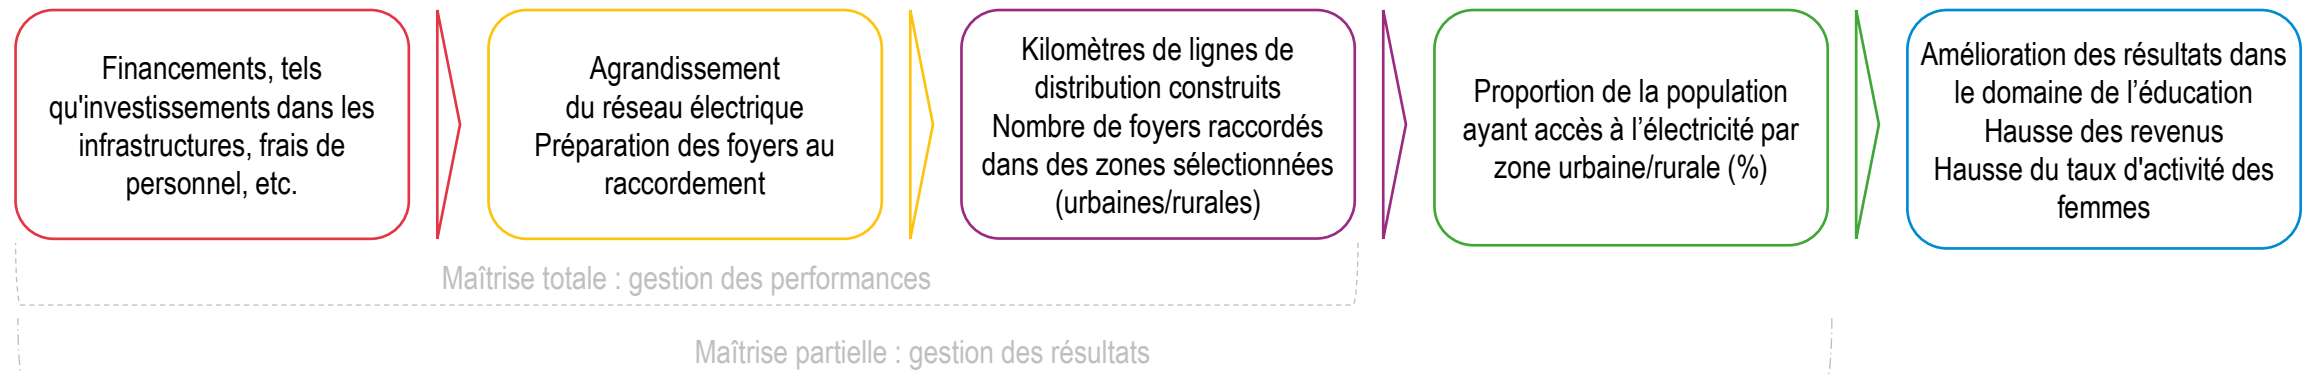 Financements, tels
qu'investissements dans les
infrastructures, frais de
personnel, etc.
Agrandissement
du réseau électrique
Préparation des foyers au
raccordement
Kilomètres de lignes de
distribution construits
Nombre de foyers raccordés
dans des zones sélectionnées
(urbaines/rurales)
Proportion de la population
ayant accès à l’électricité par
zone urbaine/rurale (%)
Amélioration des résultats dans
le domaine de l’éducation
Hausse des revenus
Hausse du taux d'activité des
femmes
Maîtrise totale : gestion des performances
Maîtrise partielle : gestion des résultats